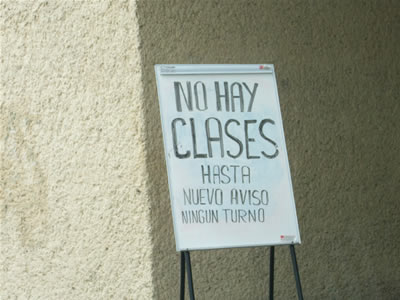 NO HAY
CLASES
HASTA
NUEVO AVISO
NINGUN TURNO